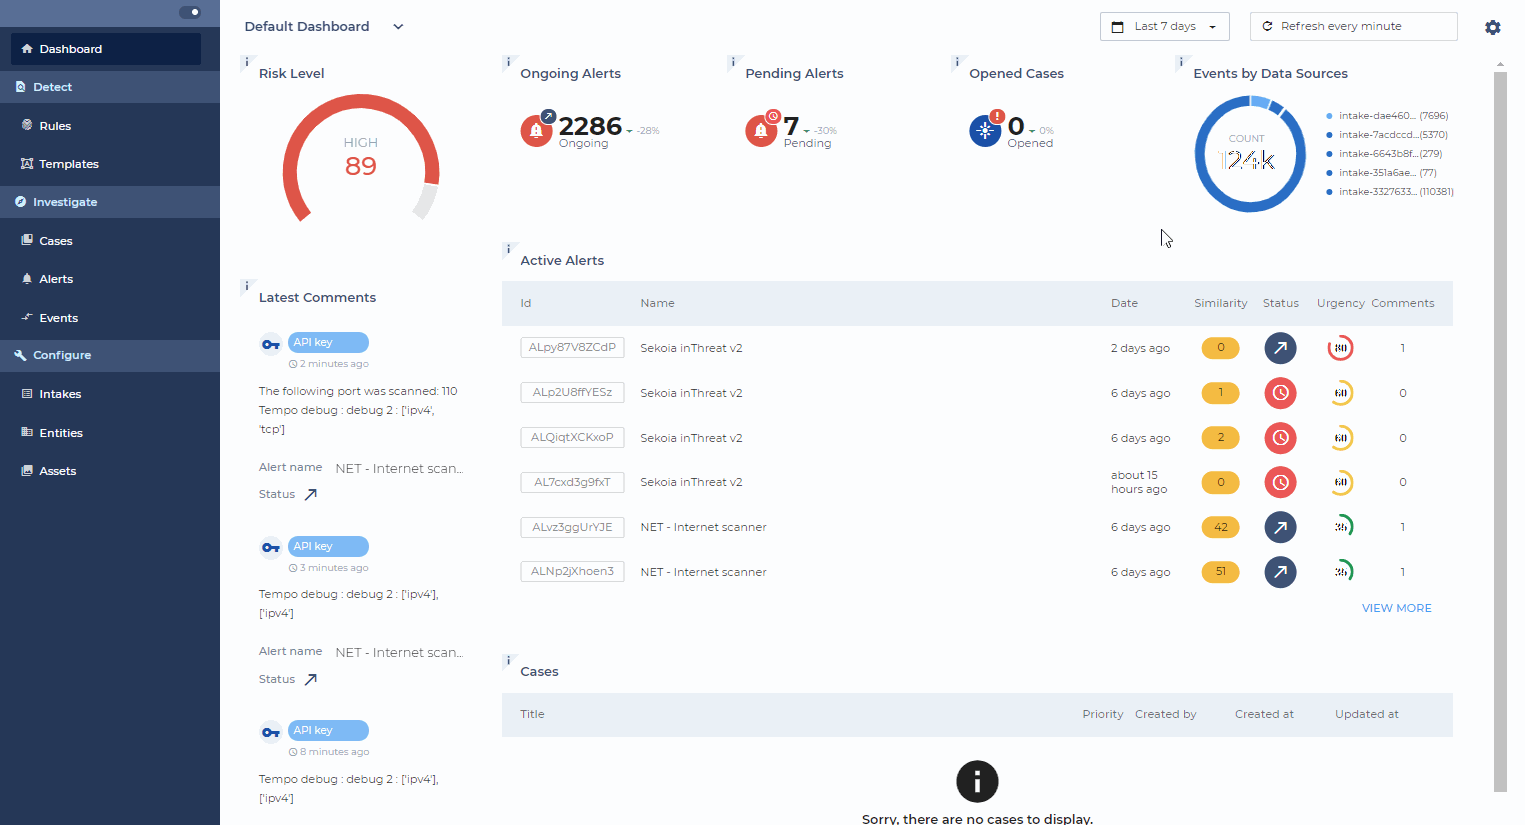 Dashboard
Detect
Rules
Templates
Investigate
Cases
Alerts
Events
Configure
Intakes
Entities
Assets
Default Dashboard
Last 7 days
Refresh every minute
i
Risk Level
HIGH
89
i
Ongoing Alerts
2286 -28%
Ongoing
i
Pending Alerts
7 -30%
Pending
i
Opened Cases
0 0%
Opened
i
Events by Data Sources
COUNT
124k
intake-dae460... (7696)
intake-7acdccd... (5370)
intake-6643b8f... (279)
intake-351a6ae... (77)
intake-3327633... (110381)
i
Latest Comments
API key
2 minutes ago
The following port was scanned: 110
Tempo debug : debug 2 : ['ipv4',
'tcp']
Alert name NET - Internet scan...
Status
API key
3 minutes ago
Tempo debug : debug 2 : ['ipv4'],
['ipv4']
Alert name NET - Internet scan...
Status
API key
8 minutes ago
Tempo debug : debug 2 : ['ipv4'],
['ipv4']
i
Active Alerts
Id Name Date Similarity Status Urgency Comments
ALpy87V8ZCdP Sekoia inThreat v2 2 days ago 0 80 1
ALp2U8ffYESz Sekoia inThreat v2 6 days ago 1 60 0
ALQiqtXCKxoP Sekoia inThreat v2 6 days ago 2 60 0
AL7cxd3g9fxT Sekoia inThreat v2 about 15 hours ago 0 60 0
ALvz3ggUrYJE NET - Internet scanner 6 days ago 42 35 1
ALNp2jXhoen3 NET - Internet scanner 6 days ago 51 35 1
VIEW MORE
i
Cases
Title Priority Created by Created at Updated at
i
Sorry, there are no cases to display.